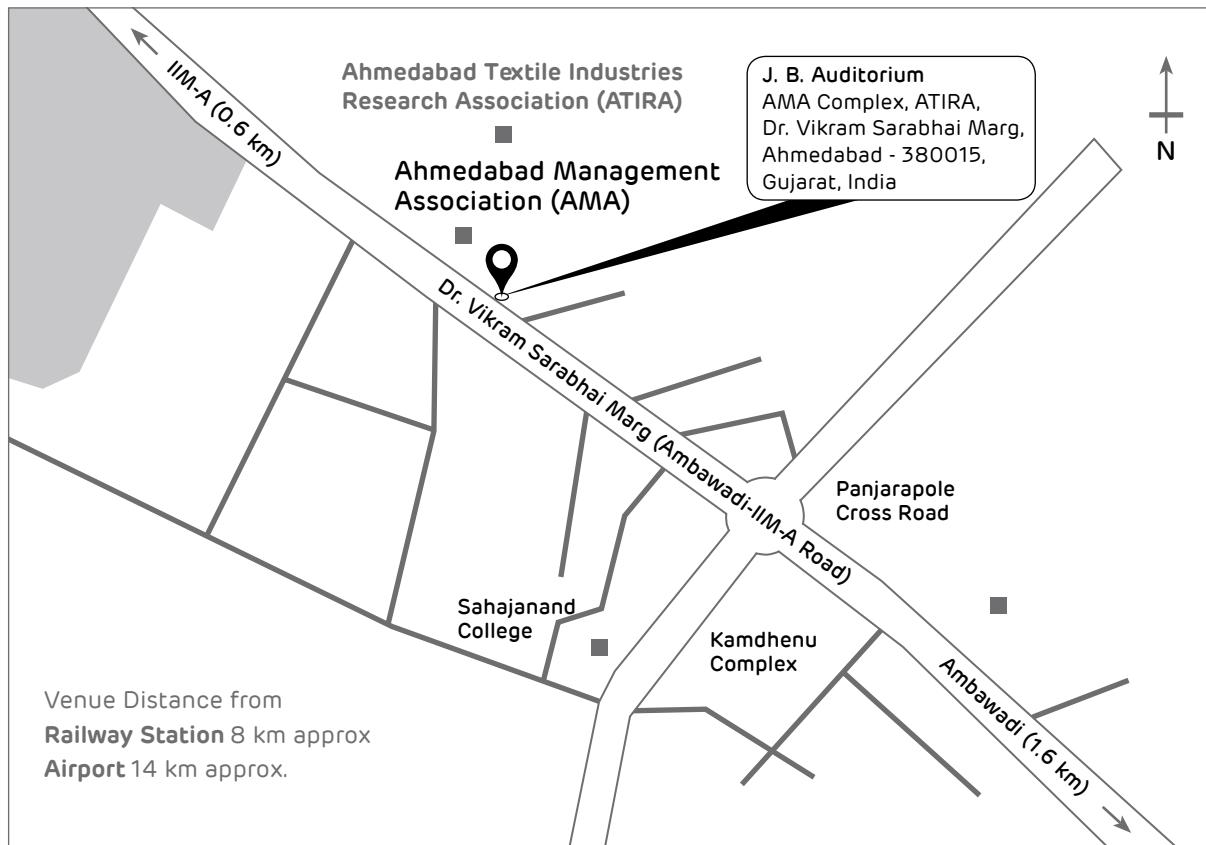 IIM-A (0.6 km)
Ahmedabad Textile Industries
Research Association (ATIRA)
J. B. Auditorium
AMA Complex, ATIRA,
Dr. Vikram Sarabhai Marg,
Ahmedabad - 380015,
Gujarat, India
N
Ahmedabad Management
Association (AMA)
Dr. Vikram Sarabhai Marg (Ambawadi-IIM-A Road)
Panjarapole
Cross Road
Sahajanand
College
Kamdhenu
Complex
Ambawadi (1.6 km)
Venue Distance from
Railway Station 8 km approx
Airport 14 km approx.